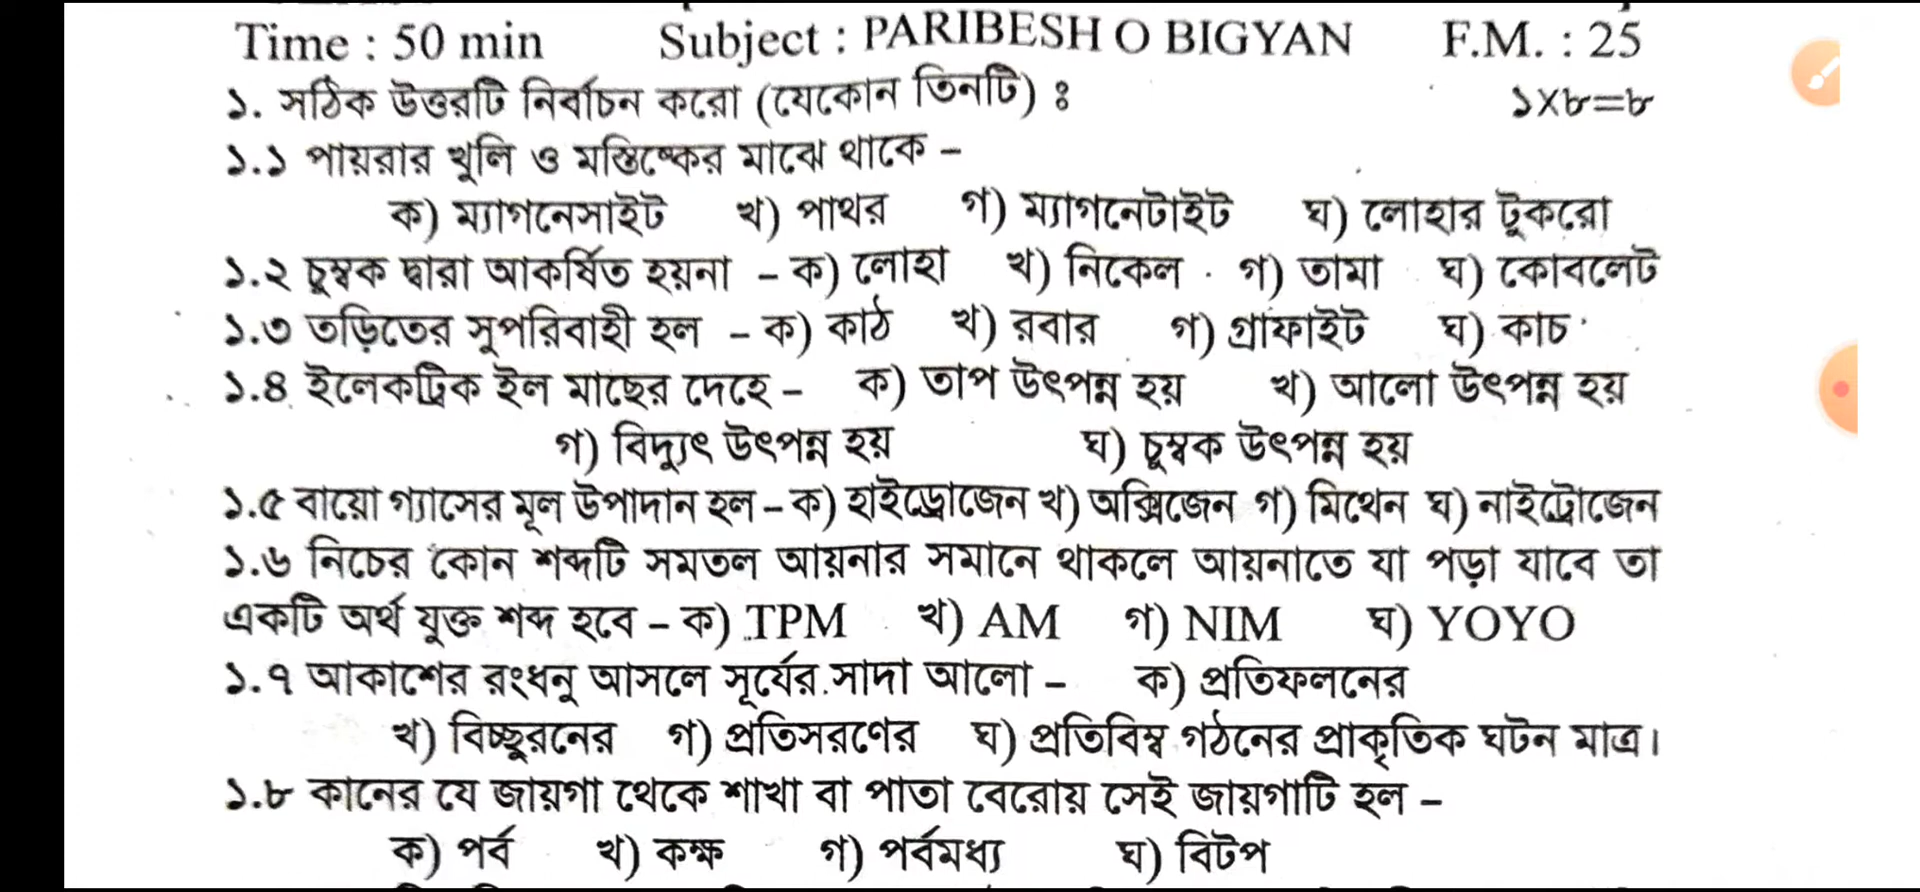 Time : 50 min Subject : PARIBESH O BIGYAN F.M. : 25
১. সঠিক উত্তরটি নির্বাচন করো (যেকোন তিনটি) ঃ ১X৮=৮
১.১ পায়রার খুলি ও মস্তিষ্কের মাঝে থাকে –
ক) ম্যাগনেসাইট খ) পাথর গ) ম্যাগনেটাইট ঘ) লোহার টুকরো
১.২ চুম্বক দ্বারা আকর্ষিত হয়না – ক) লোহা খ) নিকেল গ) তামা ঘ) কোবলেট
১.৩ তড়িতের সুপরিবাহী হল – ক) কাঠ খ) রবার গ) গ্রাফাইট ঘ) কাচ
১.৪ ইলেকট্রিক ইল মাছের দেহে – ক) তাপ উৎপন্ন হয় খ) আলো উৎপন্ন হয়
গ) বিদ্যুৎ উৎপন্ন হয় ঘ) চুম্বক উৎপন্ন হয়
১.৫ বায়ো গ্যাসের মূল উপাদান হল – ক) হাইড্রোজেন খ) অক্সিজেন গ) মিথেন ঘ) নাইট্রোজেন
১.৬ নিচের কোন শব্দটি সমতল আয়নার সমানে থাকলে আয়নাতে যা পড়া যাবে তা
একটি অর্থ যুক্ত শব্দ হবে – ক) TPM খ) AM গ) NIM ঘ) YOYO
১.৭ আকাশের রংধনু আসলে সূর্যের সাদা আলো – ক) প্রতিফলনের
খ) বিচ্ছুরনের গ) প্রতিসরণের ঘ) প্রতিবিম্ব গঠনের প্রাকৃতিক ঘটন মাত্র।
১.৮ কানের যে জায়গা থেকে শাখা বা পাতা বেরোয় সেই জায়গাটি হল –
ক) পর্ব খ) কক্ষ গ) পর্বমধ্য ঘ) বিটপ